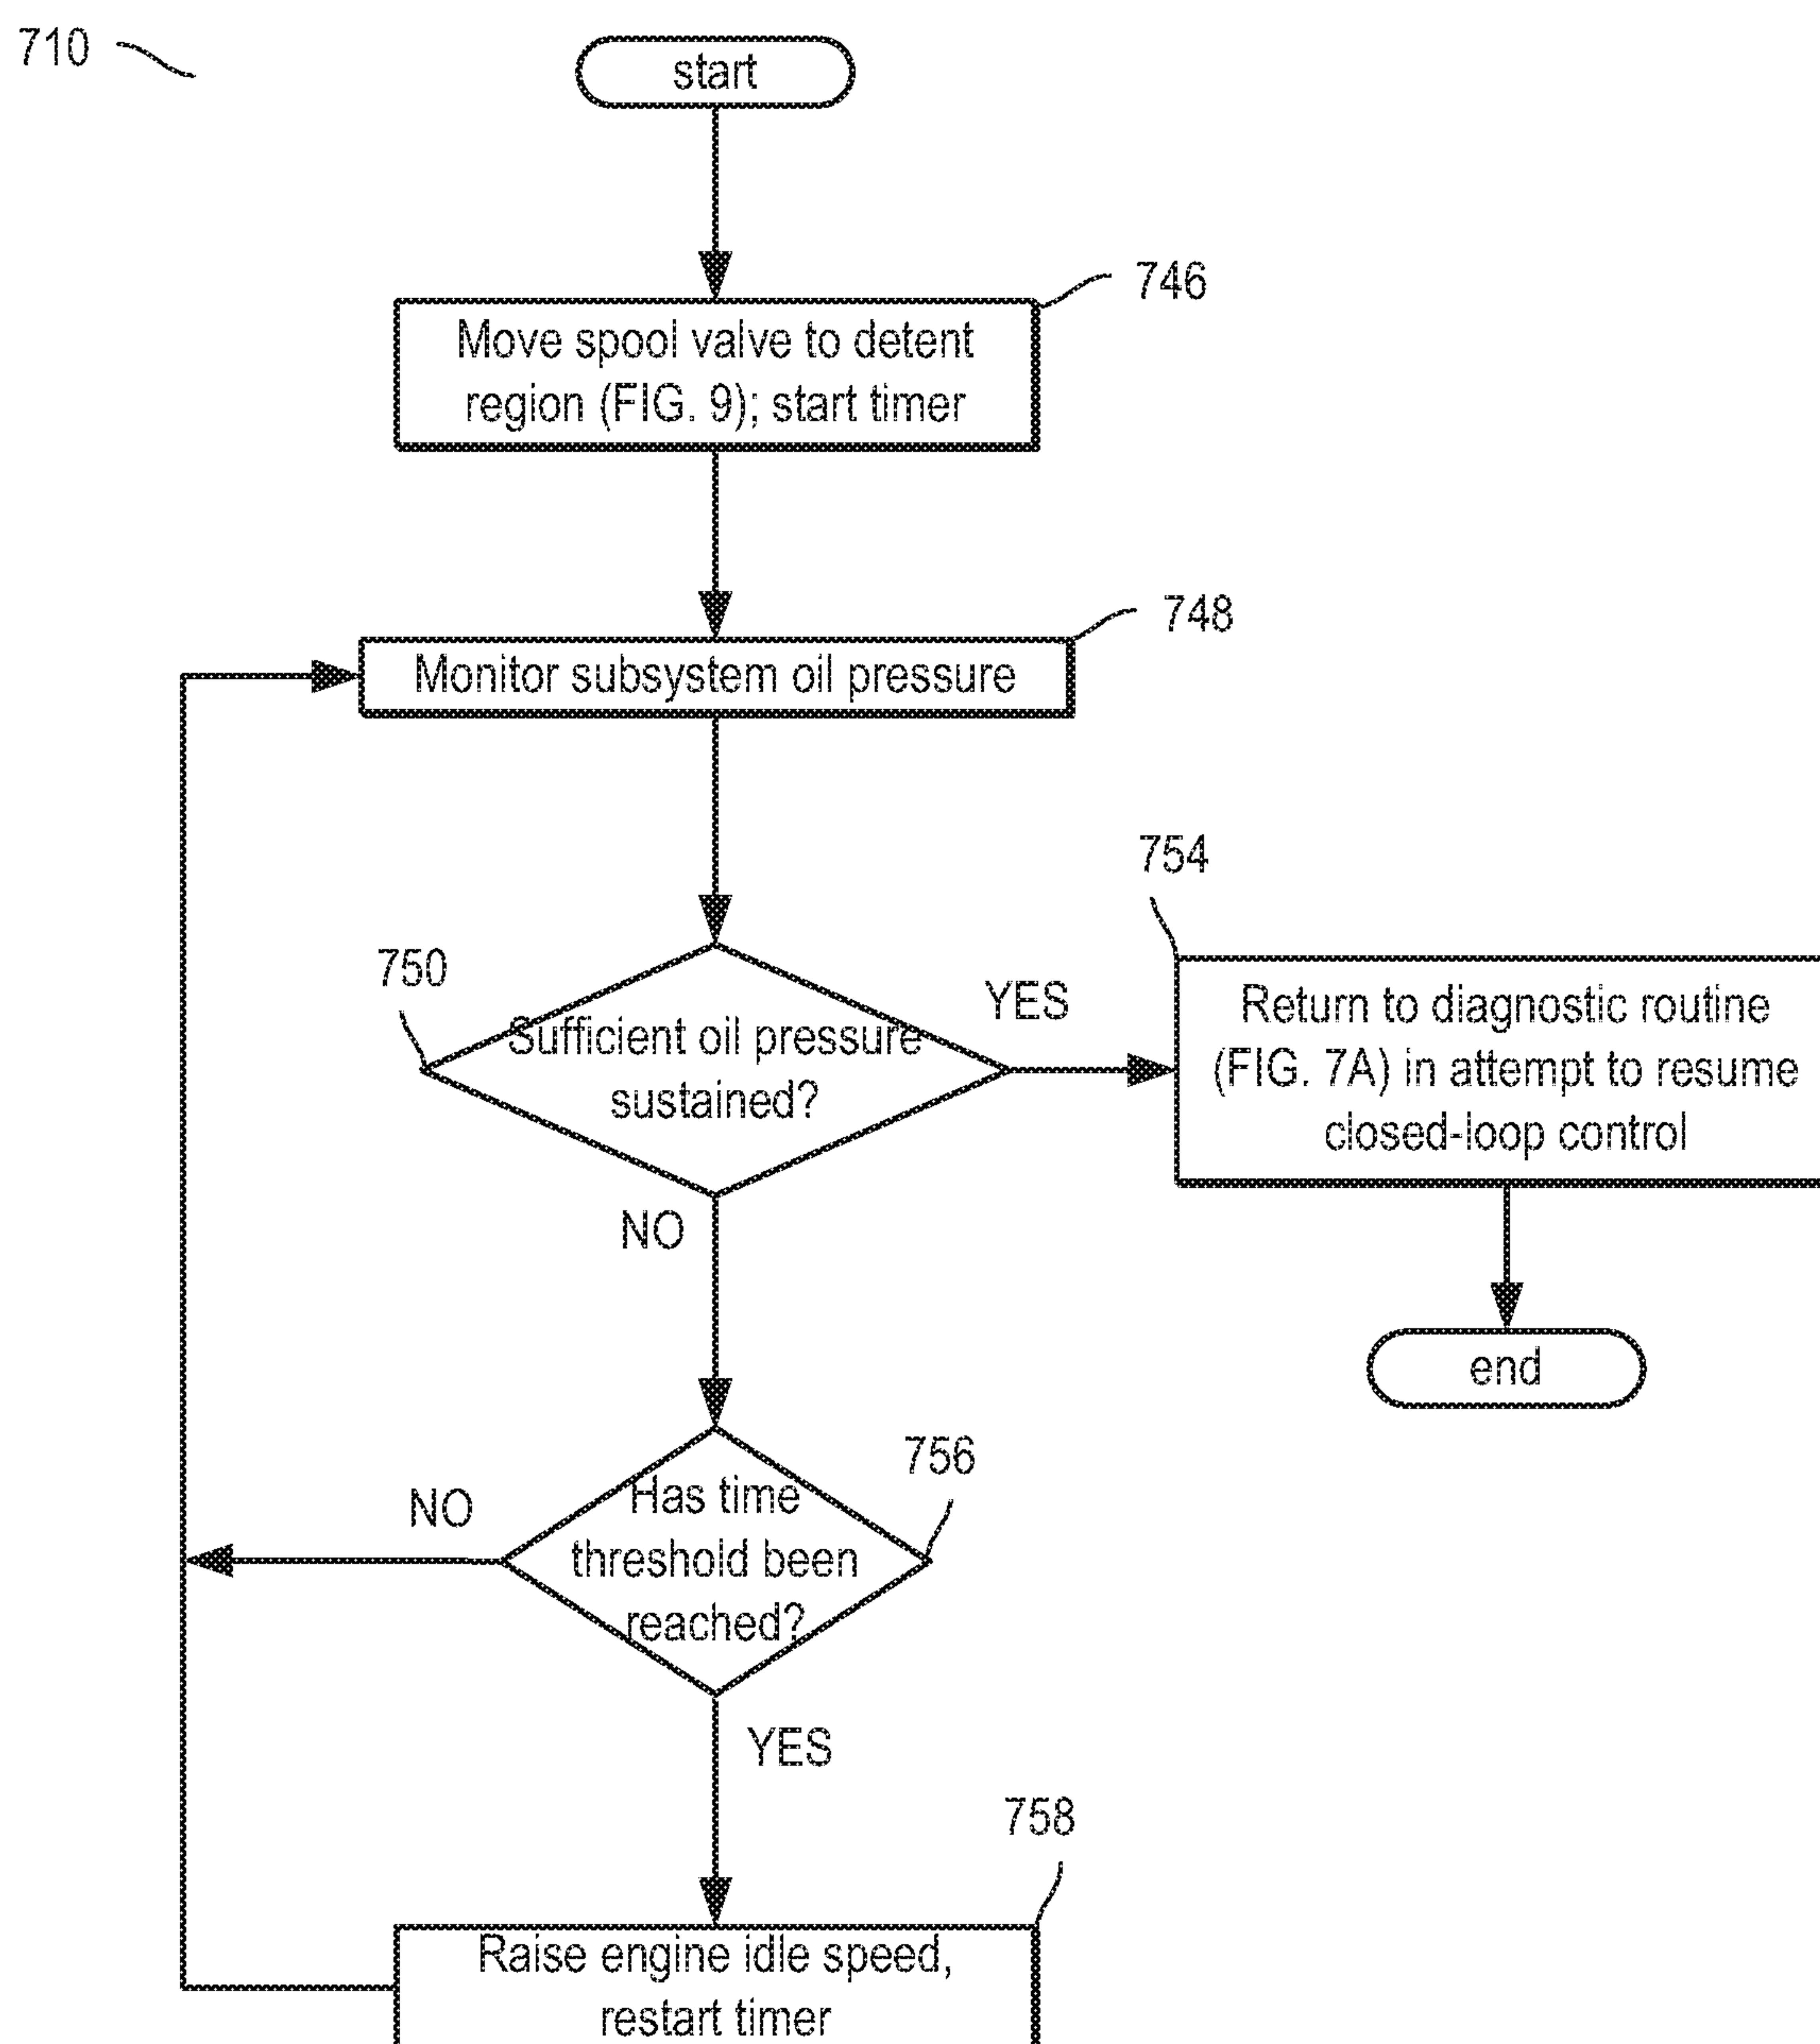 710
start
746
Move spool valve to detent
region (FIG. 9); start timer
748
Monitor subsystem oil pressure
754
750
YES
Return to diagnostic routine
(FIG. 7A) in attempt to resume
closed-loop control
Sufficient oil pressure
sustained?
NO
end
756
NO
Has time
threshold been
reached?
YES
758
Raise engine idle speed,
restart timer